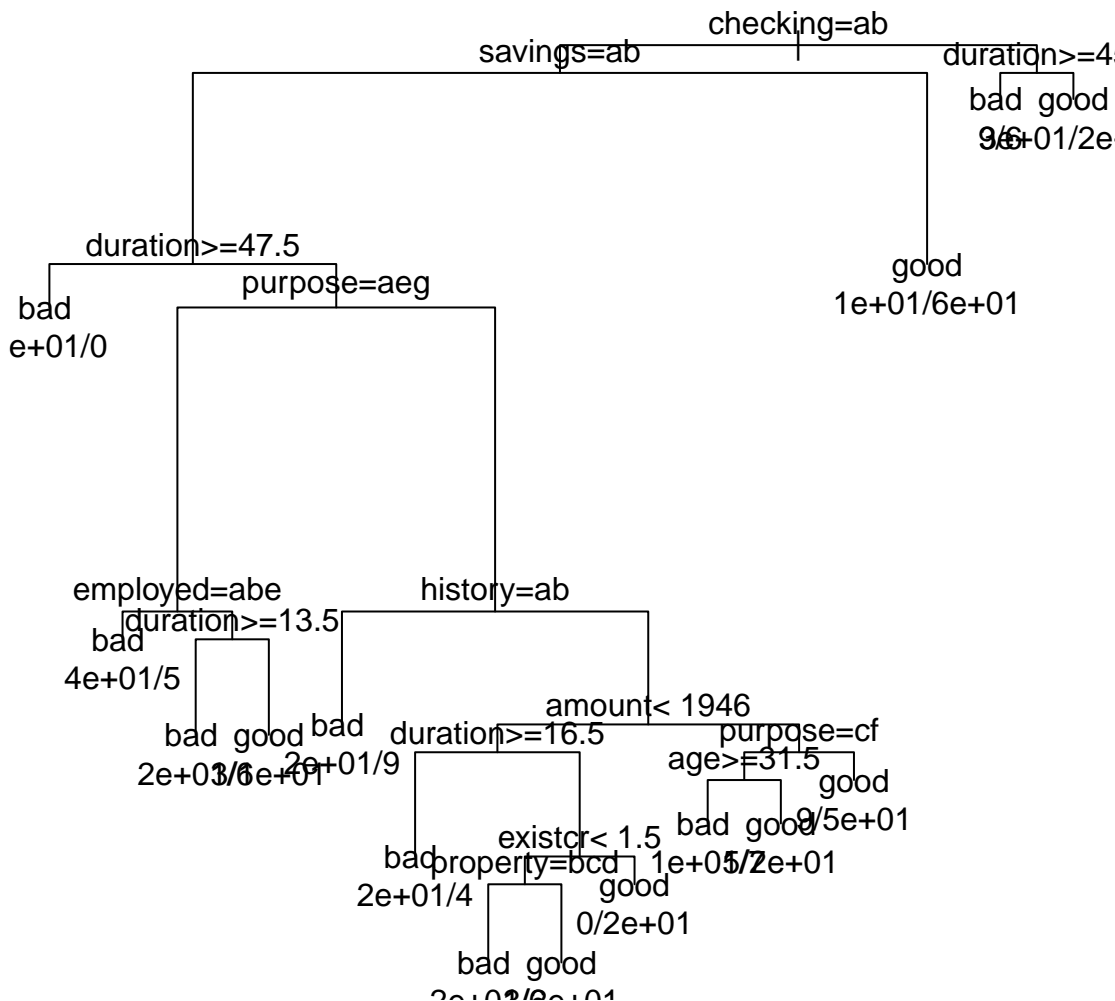 checking=ab
savings=ab
duration>=4
bad good
duration>=47.5
good
1e+01/6e+01
purpose=aeg
bad
e+01/0
employed=abe
history=ab
duration>=13.5
bad
4e+01/5
amount< 1946
bad good
bad
2e+01/9
duration>=16.5
purpose=cf
age>=31.5
good
9/5e+01
bad good
existcr< 1.5
bad
2e+01/4
property=bcd
good
0/2e+01
bad good